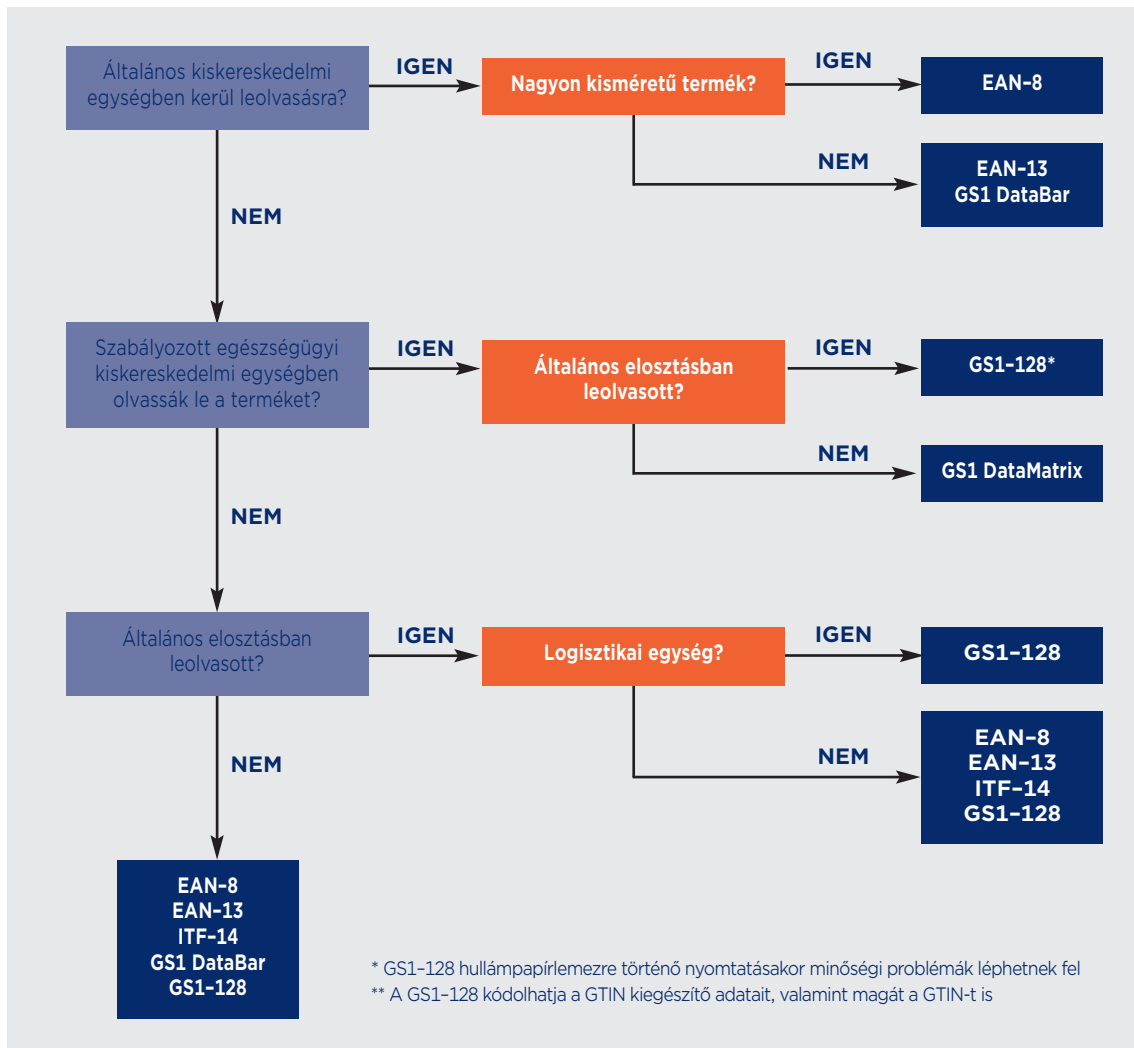 Általános kiskereskedelmi
egységben kerül leolvasásra?
IGEN
Nagyon kisméretű termék?
IGEN
EAN-8
NEM
EAN-13
GS1 DataBar
NEM
Szabályozott egészségügyi
kiskereskedelmi egységben
olvassák le a terméket?
IGEN
Általános elosztásban
leolvasott?
IGEN
GS1-128*
NEM
GS1 DataMatrix
NEM
Általános elosztásban
leolvasott?
IGEN
Logisztikai egység?
IGEN
GS1-128
NEM
EAN-8
EAN-13
ITF-14
GS1-128
NEM
EAN-8
EAN-13
ITF-14
GS1 DataBar
GS1-128
* GS1-128 hullámpapírlemezre történő nyomtatásakor minőségi problémák léphetnek fel
** A GS1-128 kódolhatja a GTIN kiegészítő adatait, valamint magát a GTIN-t is